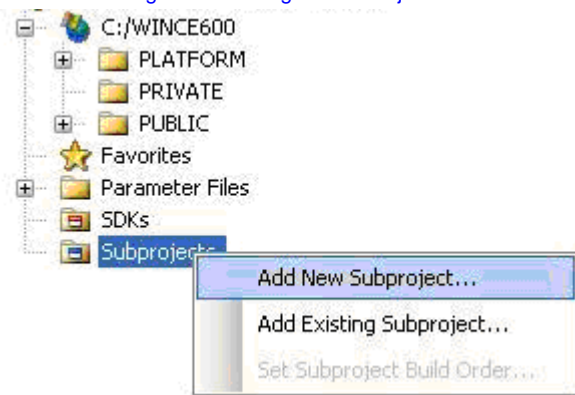 C:/WINCE600
PLATFORM
PRIVATE
PUBLIC
Favorites
Parameter Files
SDKs
Subprojects
Add New Subproject...
Add Existing Subproject...
Set Subproject Build Order...